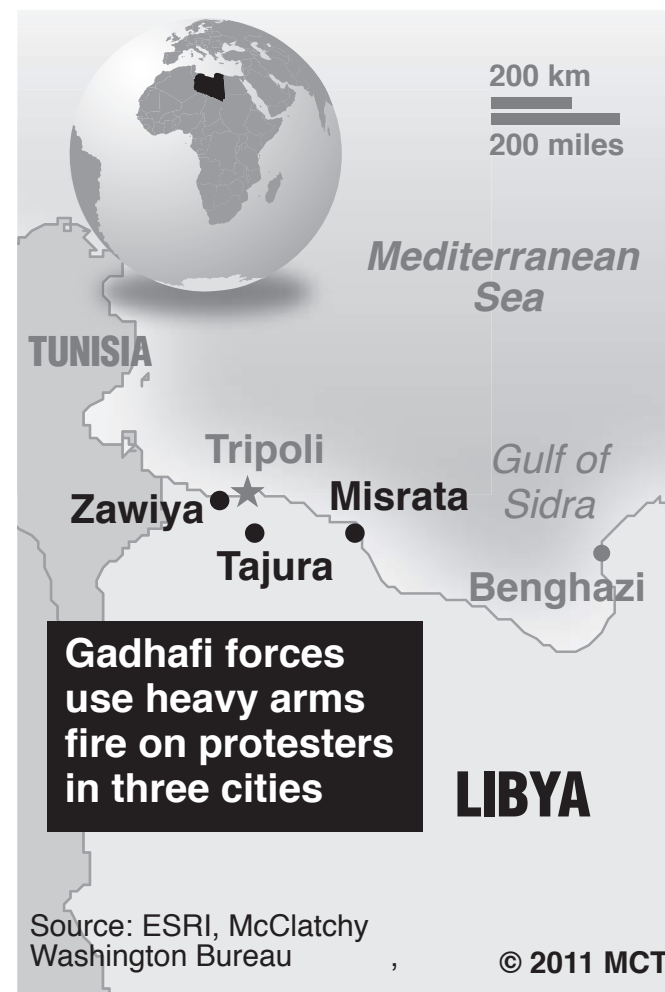 200 km
200 miles
Mediterranean
Sea
TUNISIA
Tripoli
Gulf of
Sidra
Zawiya
Misrata
Tajura
Benghazi
Gadhafi forces
use heavy arms
fire on protesters
in three cities
LIBYA
Source: ESRI, McClatchy
Washington Bureau ,
© 2011 MCT